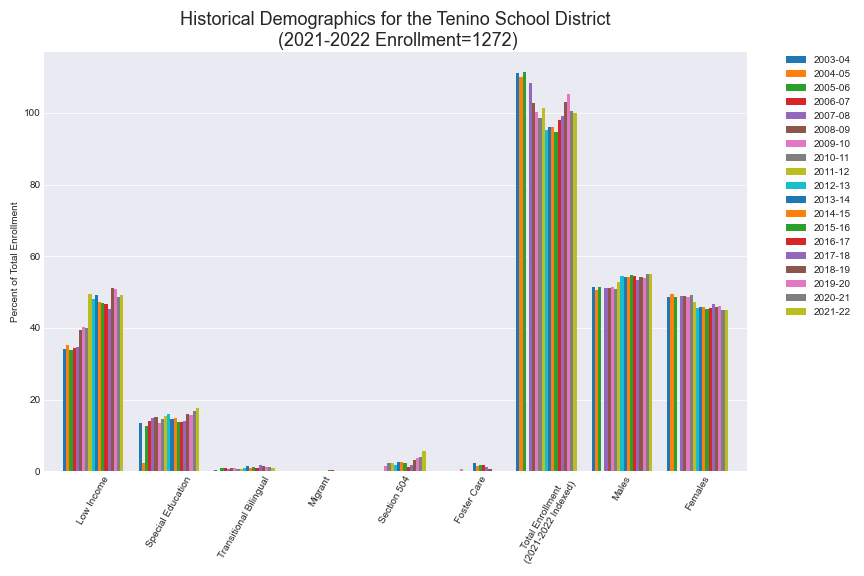 Historical Demographics for the Tenino School District
(2021-2022 Enrollment=1272)
Percent of Total Enrollment
100
80
60
40
20
0
Low Income
Special Education
Transitional Bilingual
Migrant
Section 504
Foster Care
Total Enrollment
(2021-2022 Indexed)
Males
Females
2003-04
2004-05
2005-06
2006-07
2007-08
2008-09
2009-10
2010-11
2011-12
2012-13
2013-14
2014-15
2015-16
2016-17
2017-18
2018-19
2019-20
2020-21
2021-22